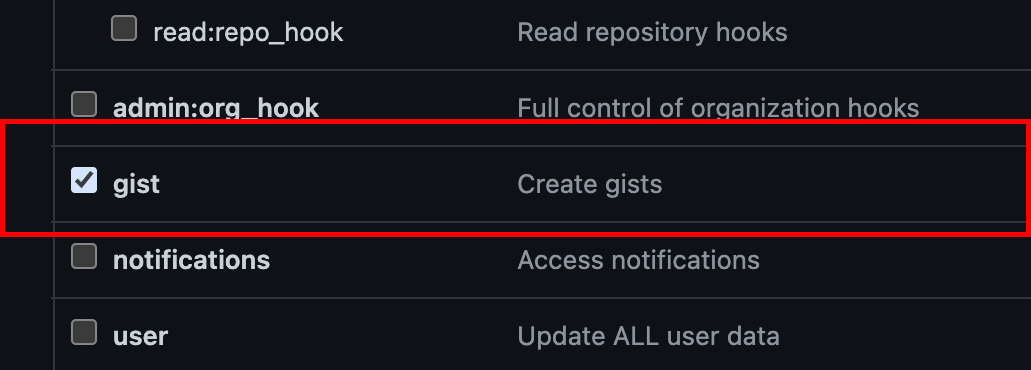 read:repo_hook Read repository hooks
admin:org_hook Full control of organization hooks
gist Create gists
notifications Access notifications
user Update ALL user data